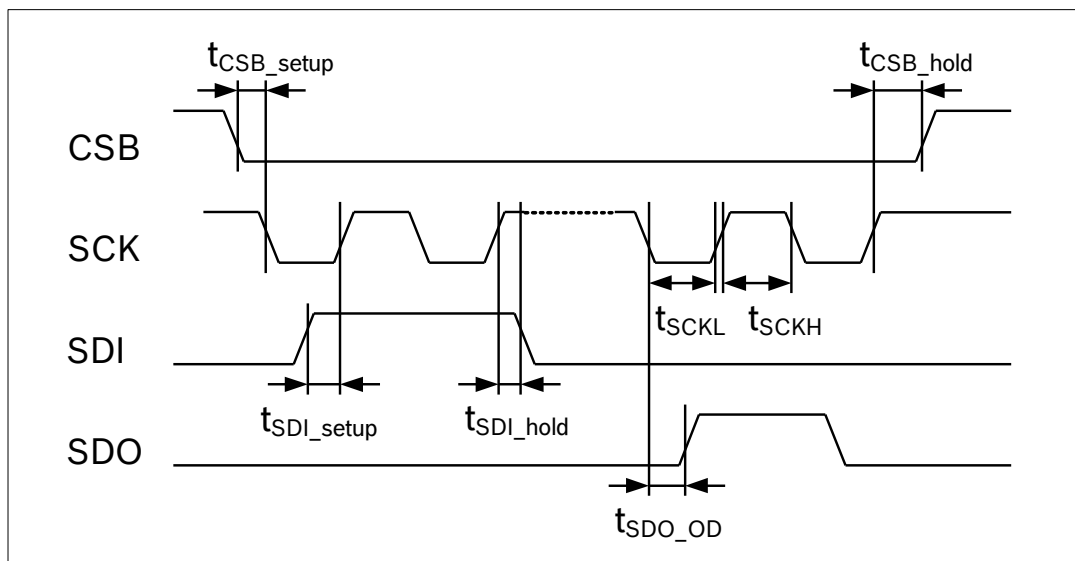 tCSB_setup
tCSB_hold
CSB
SCK
tSCKL
tSCKH
SDI
tSDI_setup
tSDI_hold
SDO
tSDO_OD